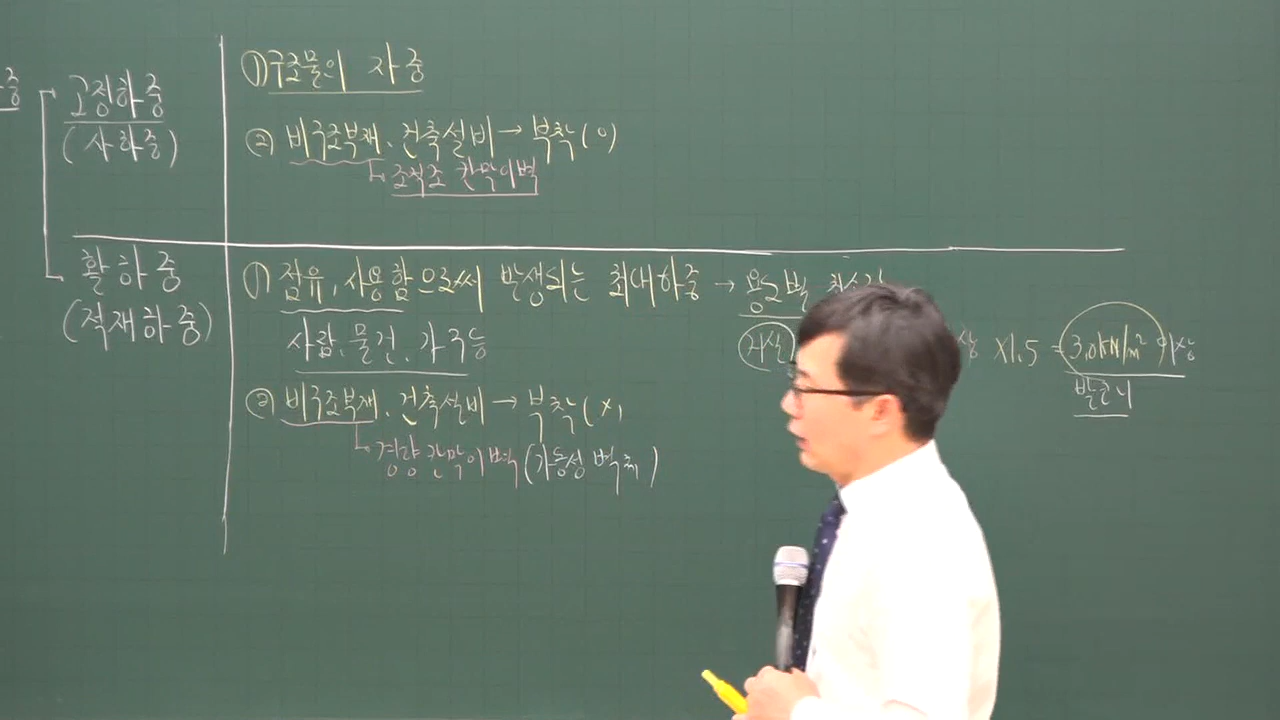 중
고정하중
(사하중)
① 구조물의 자중
② 비구조부재, 건축설비 → 부착(O)
조적조 칸막이벽
활하중
(적재하중)
① 점유, 사용함으로써 발생되는 최대하중 → 용도별 최소
사람, 물건, 가구등
거실
상 X1.5 = 3.0kN/m² 이상
발코니
② 비구조부재, 건축설비 → 부착(X)
경량칸막이벽(가동성 벽체)